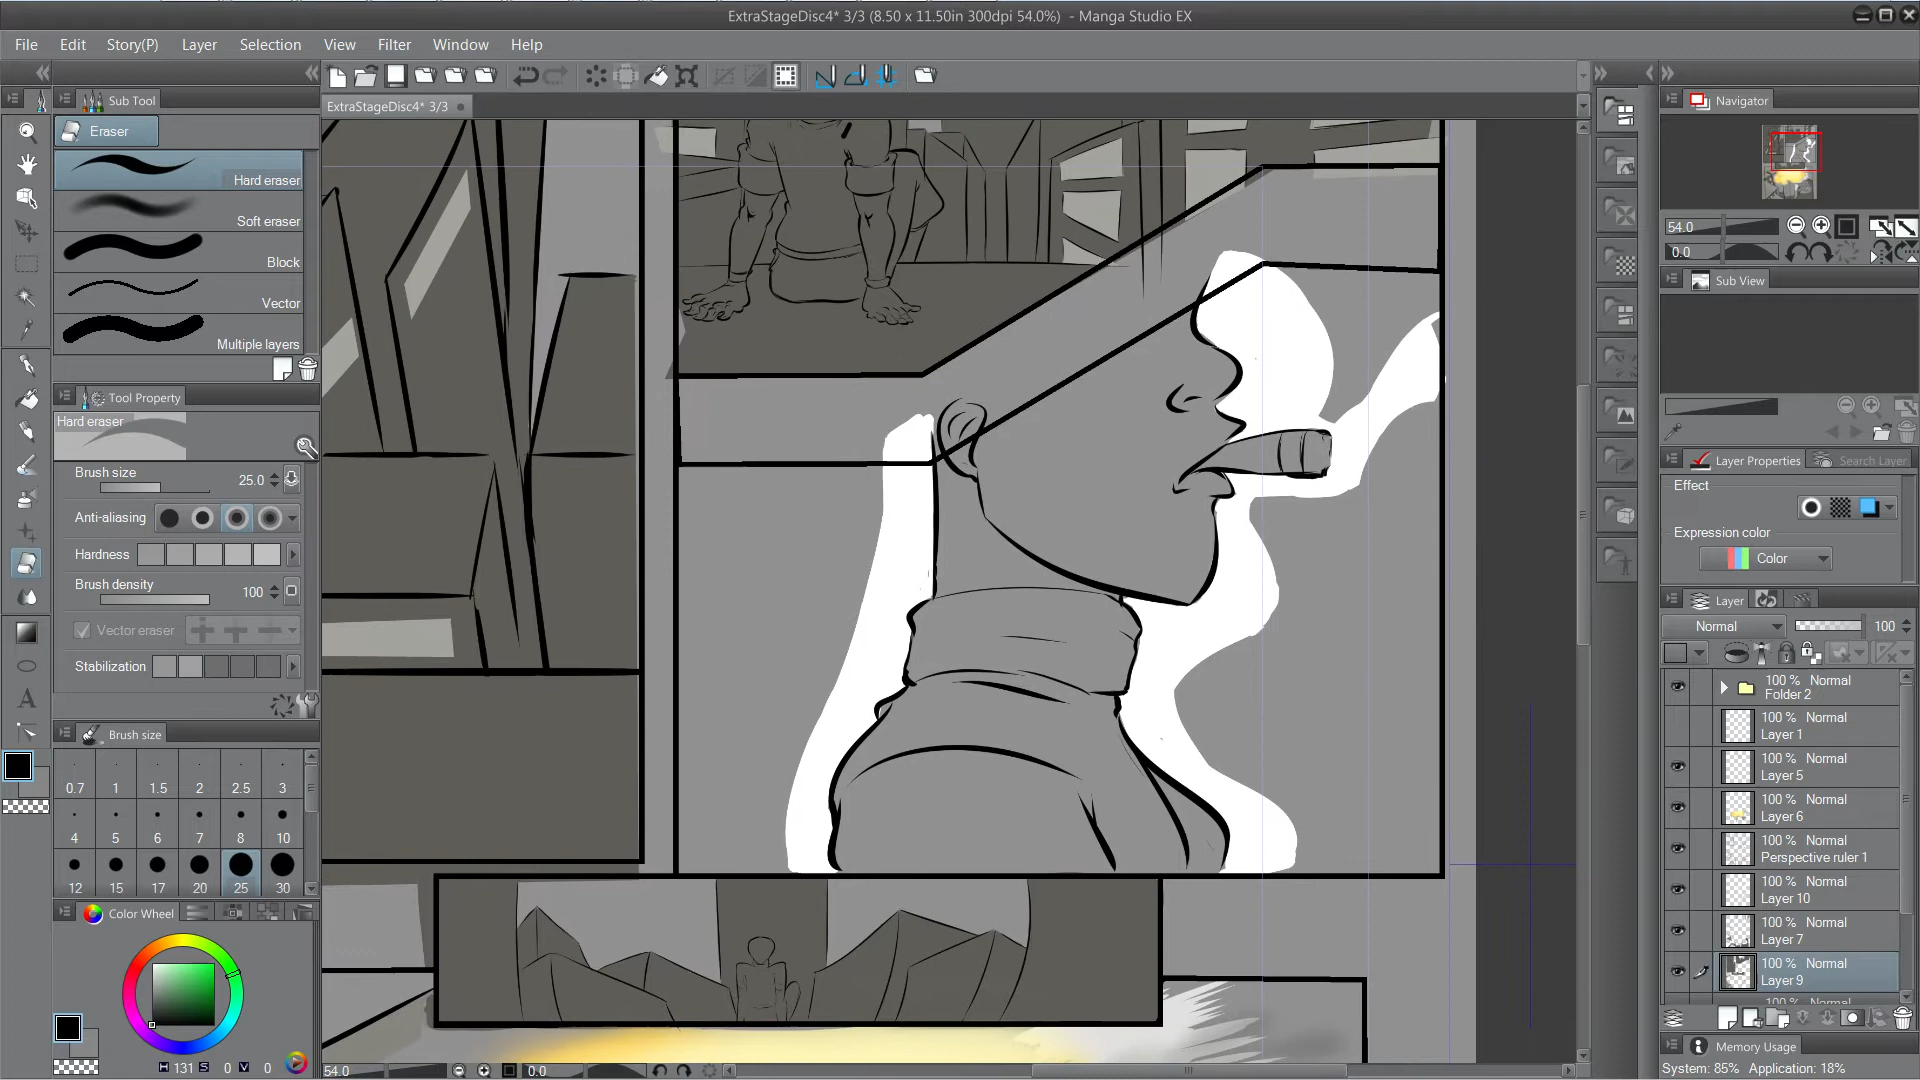 ExtraStageDisc4* 3/3 (8.50 x 11.50in 300dpi 54.0%) - Manga Studio EX
File Edit Story(P) Layer Selection View Filter Window Help
Sub Tool
ExtraStageDisc4* 3/3
Eraser
Hard eraser
Soft eraser
Block
Vector
Multiple layers
Tool Property
Hard eraser
Brush size 25.0
Anti-aliasing
Hardness
Brush density 100
Vector eraser
Stabilization
Brush size
0.7 1 1.5 2 2.5 3
4 5 6 7 8 10
12 15 17 20 25 30
Color Wheel
H 131 S 0 V 0
54.0 0.0
Navigator
54.0
0.0
Sub View
Layer Properties Search Layer
Effect
Expression color
Color
Layer
Normal 100
100 % Normal
Folder 2
100 % Normal
Layer 1
100 % Normal
Layer 5
100 % Normal
Layer 6
100 % Normal
Perspective ruler 1
100 % Normal
Layer 10
100 % Normal
Layer 7
100 % Normal
Layer 9
100 % Normal
Memory Usage
System: 85% Application: 18%